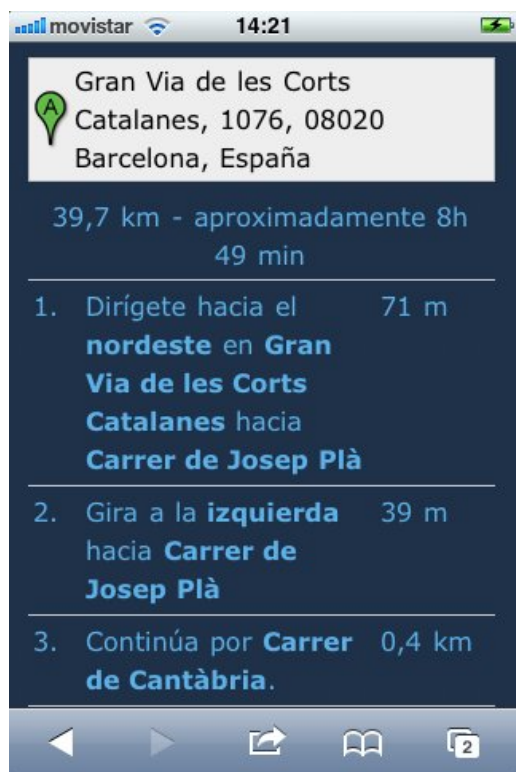 movistar 14:21
A
Gran Via de les Corts
Catalanes, 1076, 08020
Barcelona, España
39,7 km - aproximadamente 8h
49 min
1. Dirígete hacia el 71 m
nordeste en Gran
Via de les Corts
Catalanes hacia
Carrer de Josep Plà
2. Gira a la izquierda 39 m
hacia Carrer de
Josep Plà
3. Continúa por Carrer 0,4 km
de Cantàbria.
2